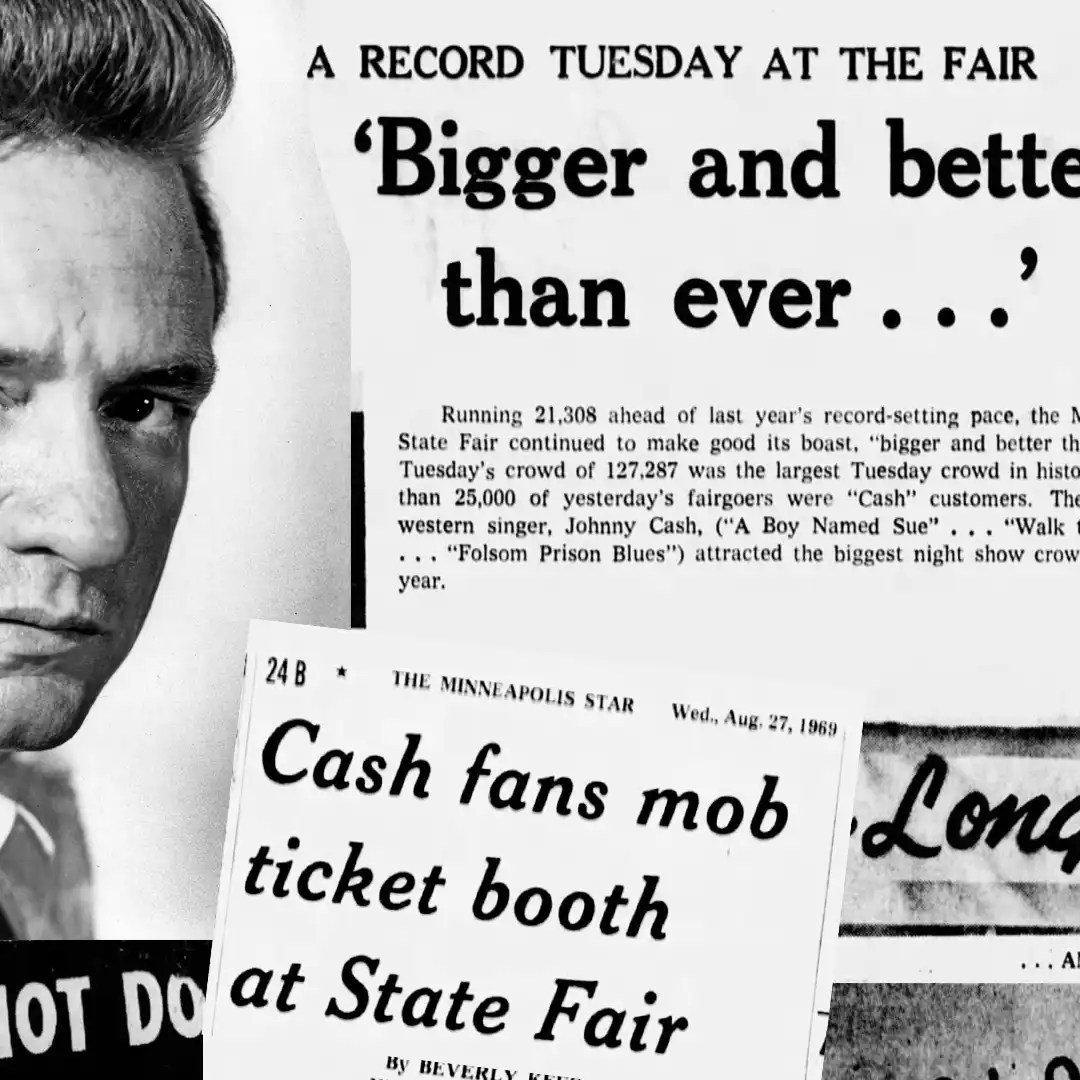 A RECORD TUESDAY AT THE FAIR
‘Bigger and bette
than ever . . .’
Running 21,308 ahead of last year’s record-setting pace, the M
State Fair continued to make good its boast, “bigger and better th
Tuesday’s crowd of 127,287 was the largest Tuesday crowd in histo
than 25,000 of yesterday’s fairgoers were “Cash” customers. The
western singer, Johnny Cash, (“A Boy Named Sue” . . . “Walk t
. . . “Folsom Prison Blues”) attracted the biggest night show crow
year.
24 B ★ THE MINNEAPOLIS STAR Wed., Aug. 27, 1969
Cash fans mob
ticket booth
at State Fair
By BEVERLY
Long
. . . A
OT DO